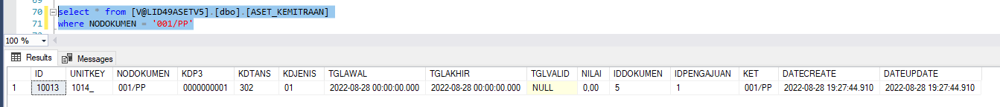 70 select * from [V@LID49ASETV5].[dbo].[ASET_KEMITRAAN]
71 where NODOKUMEN = '001/PP'
100 %
Results Messages
ID UNITKEY NODOKUMEN KDP3 KDTANS KDJENIS TGLAWAL TGLAKHIR TGLVALID NILAI IDDOKUMEN IDPENGAJUAN KET DATECREATE DATEUPDATE
1 10013 1014_ 001/PP 0000000001 302 01 2022-08-28 00:00:00.000 2022-08-28 00:00:00.000 NULL 0,00 5 1 001/PP 2022-08-28 19:27:44.910 2022-08-28 19:27:44.910